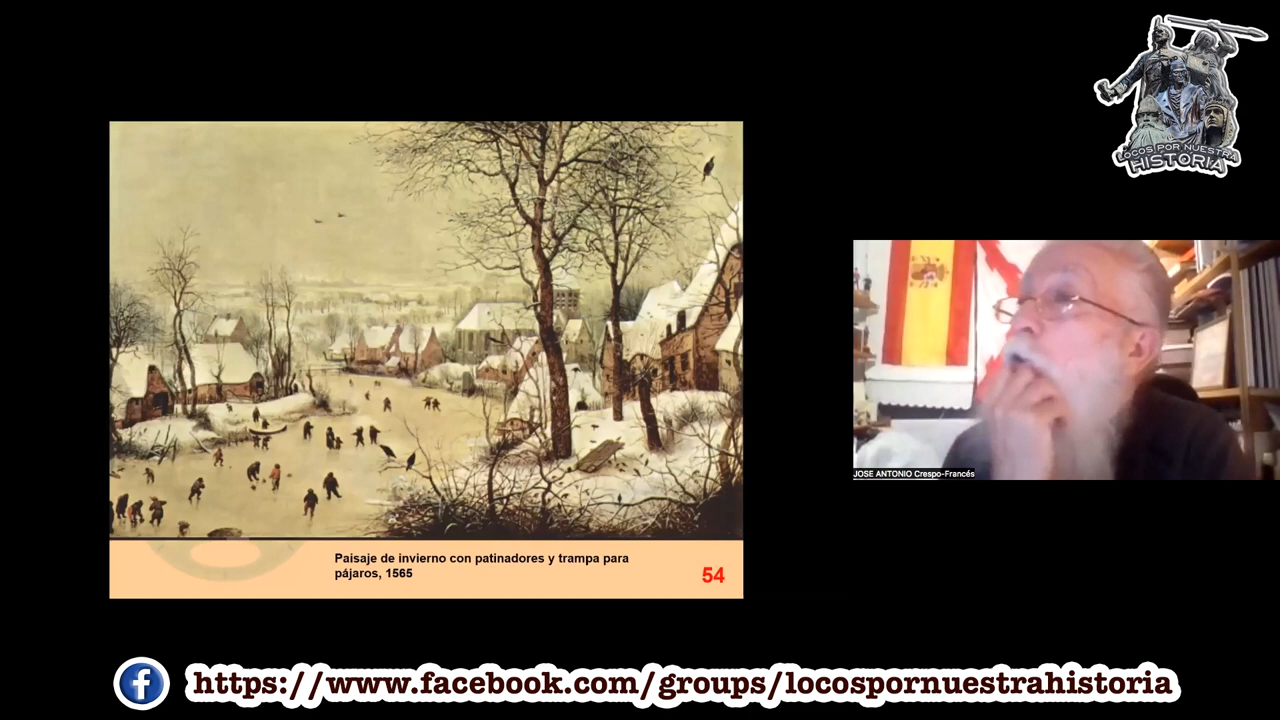 LOCOS POR NUESTRA
HISTORIA
JOSE ANTONIO Crespo-Francés
Paisaje de invierno con patinadores y trampa para
pájaros, 1565
54
https://www.facebook.com/groups/locospornuestrahistoria